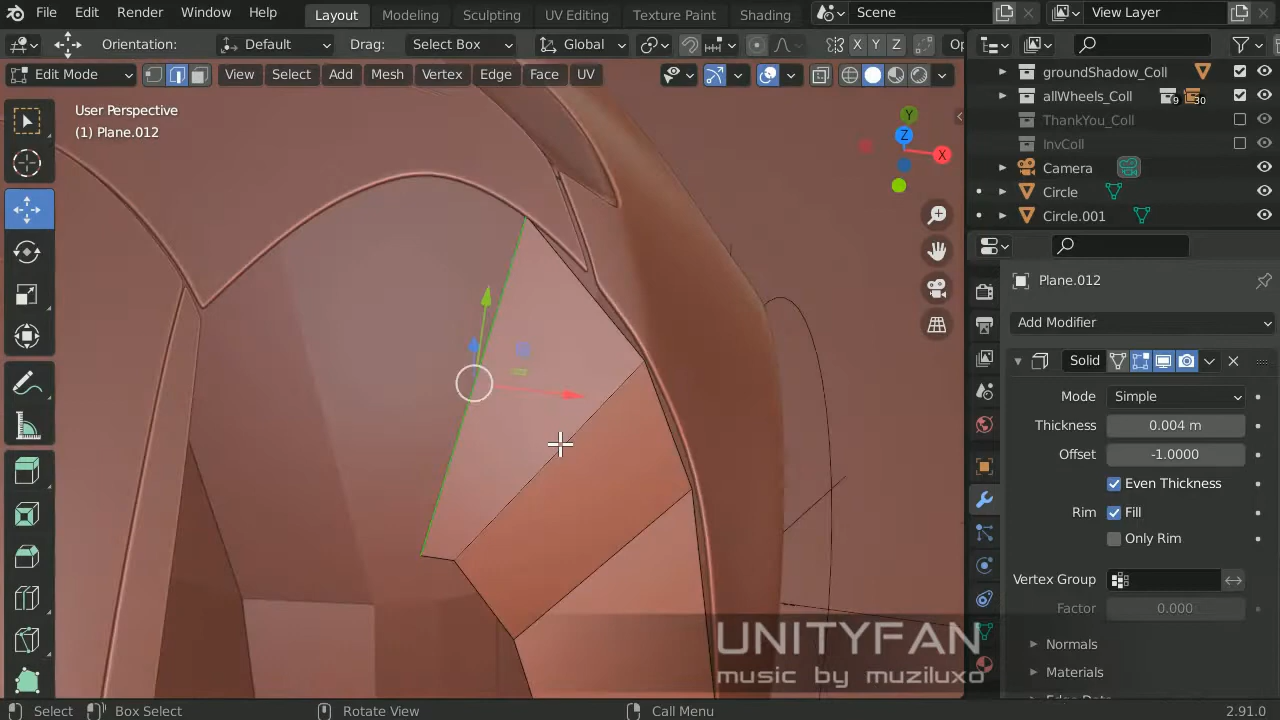 File Edit Render Window Help Layout Modeling Sculpting UV Editing Texture Paint Shading Scene View Layer
Orientation: Default Drag: Select Box Global X Y Z Op
Edit Mode View Select Add Mesh Vertex Edge Face UV
groundShadow_Coll
allWheels_Coll 9 30
ThankYou_Coll
InvColl
Camera
Circle
Circle.001
User Perspective
(1) Plane.012
Y
Z
X
Plane.012
Add Modifier
Solid
Mode Simple
Thickness 0.004 m
Offset -1.0000
Even Thickness
Rim Fill
Only Rim
Vertex Group
Factor 0.000
Normals
Materials
UNITYFAN
music by muziluxo
Select Box Select Rotate View Call Menu 2.91.0